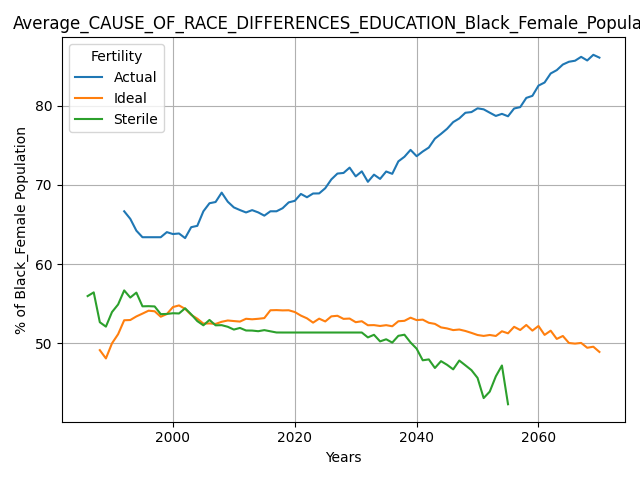 Average_CAUSE_OF_RACE_DIFFERENCES_EDUCATION_Black_Female_Popula
Fertility
Actual
Ideal
Sterile
% of Black_Female Population
80
70
60
50
2000
2020
2040
2060
Years